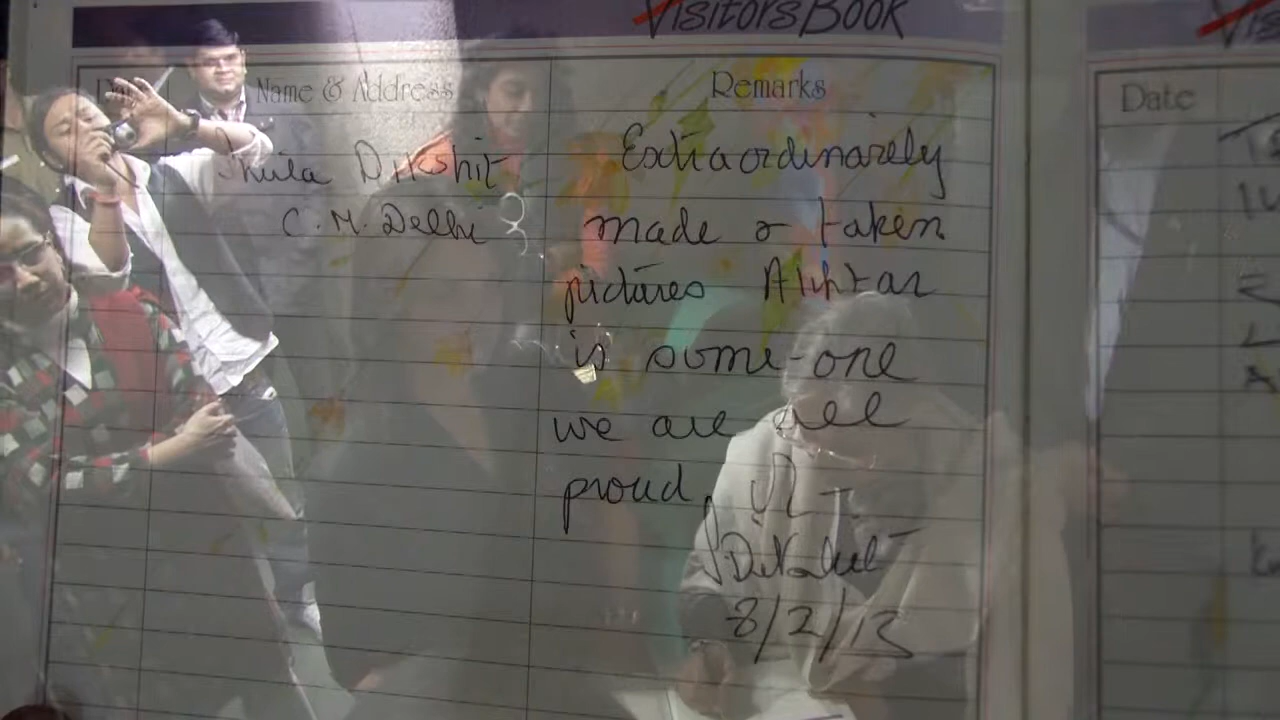 VISITORS BOOK
Name & Address
Remarks
Date
Sheila Dikshit
C. M. Delhi
Extraordinarily
made & taken
pictures Akhtar
is some-one
we are all
proud,
SDikshit
8/2/13